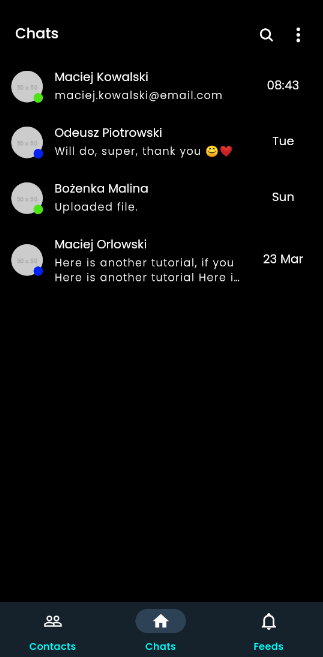 Chats
Maciej Kowalski
08:43
maciej.kowalski@email.com
Odeusz Piotrowski
Tue
Will do, super, thank you 😊❤️
Bożenka Malina
Sun
Uploaded file.
Maciej Orlowski
23 Mar
Here is another tutorial, if you
Here is another tutorial Here i...
Contacts
Chats
Feeds